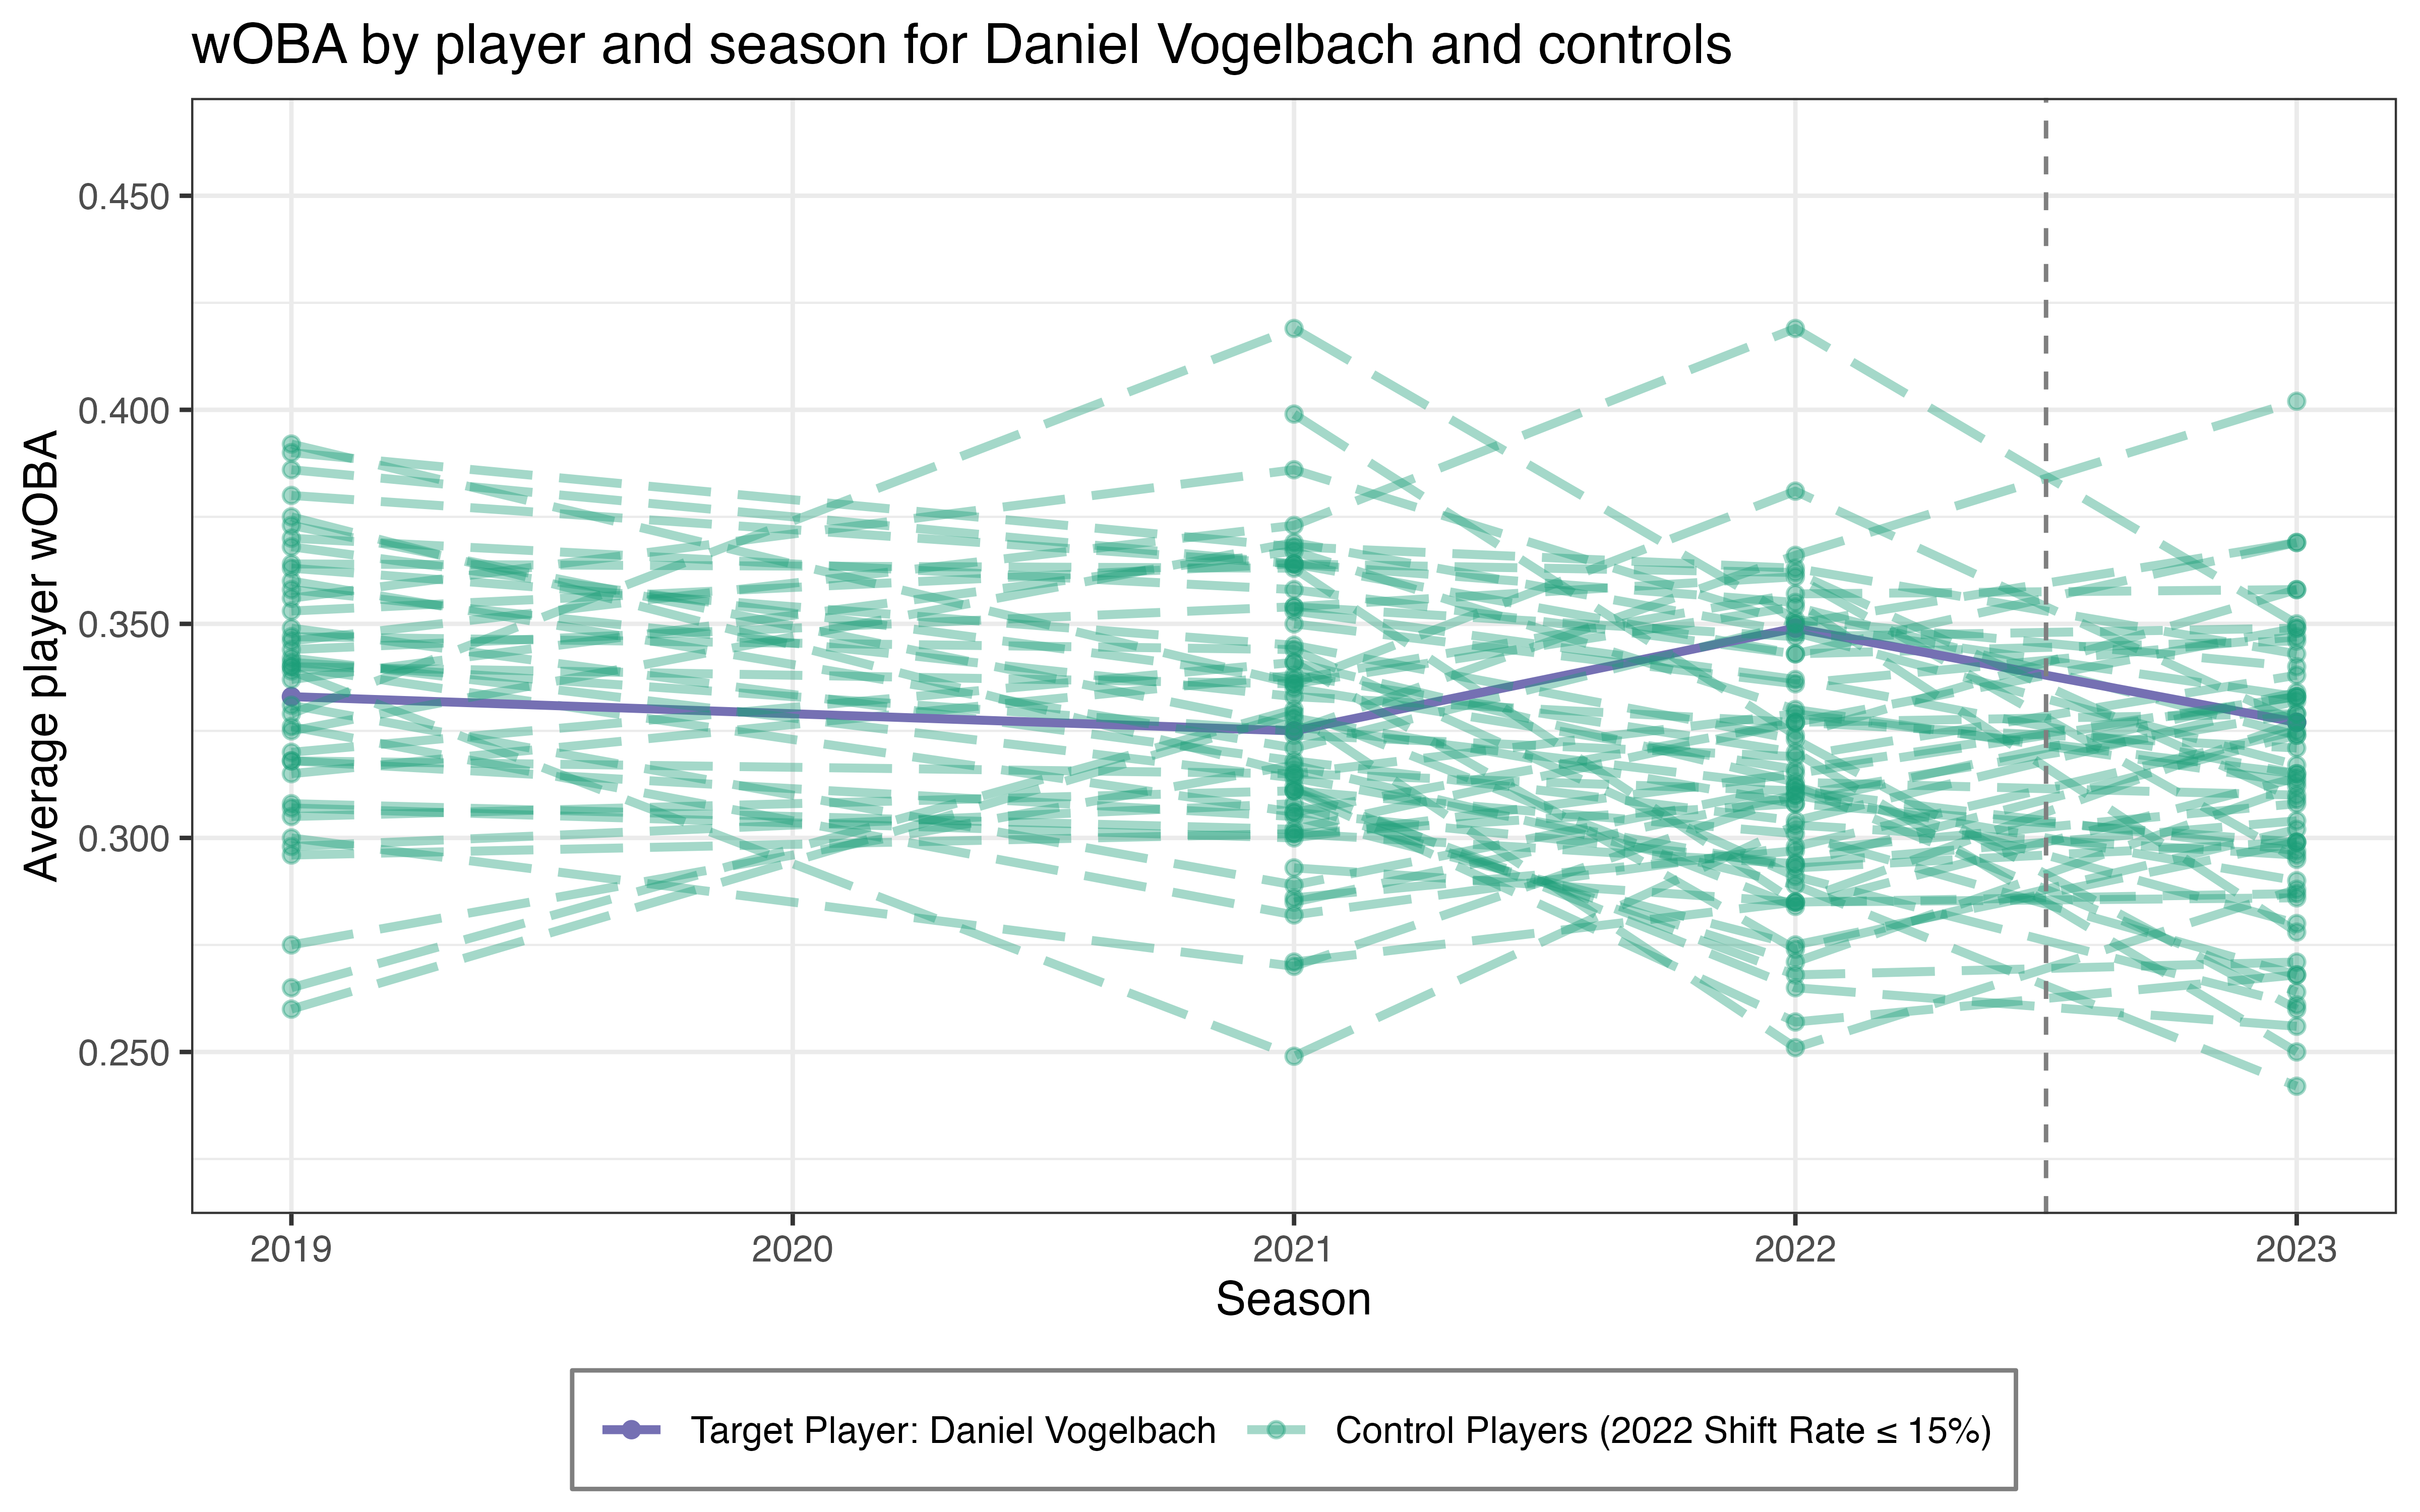 wOBA by player and season for Daniel Vogelbach and controls
Average player wOBA
0.450
0.400
0.350
0.300
0.250
2019 2020 2021 2022 2023
Season
Target Player: Daniel Vogelbach Control Players (2022 Shift Rate ≤ 15%)